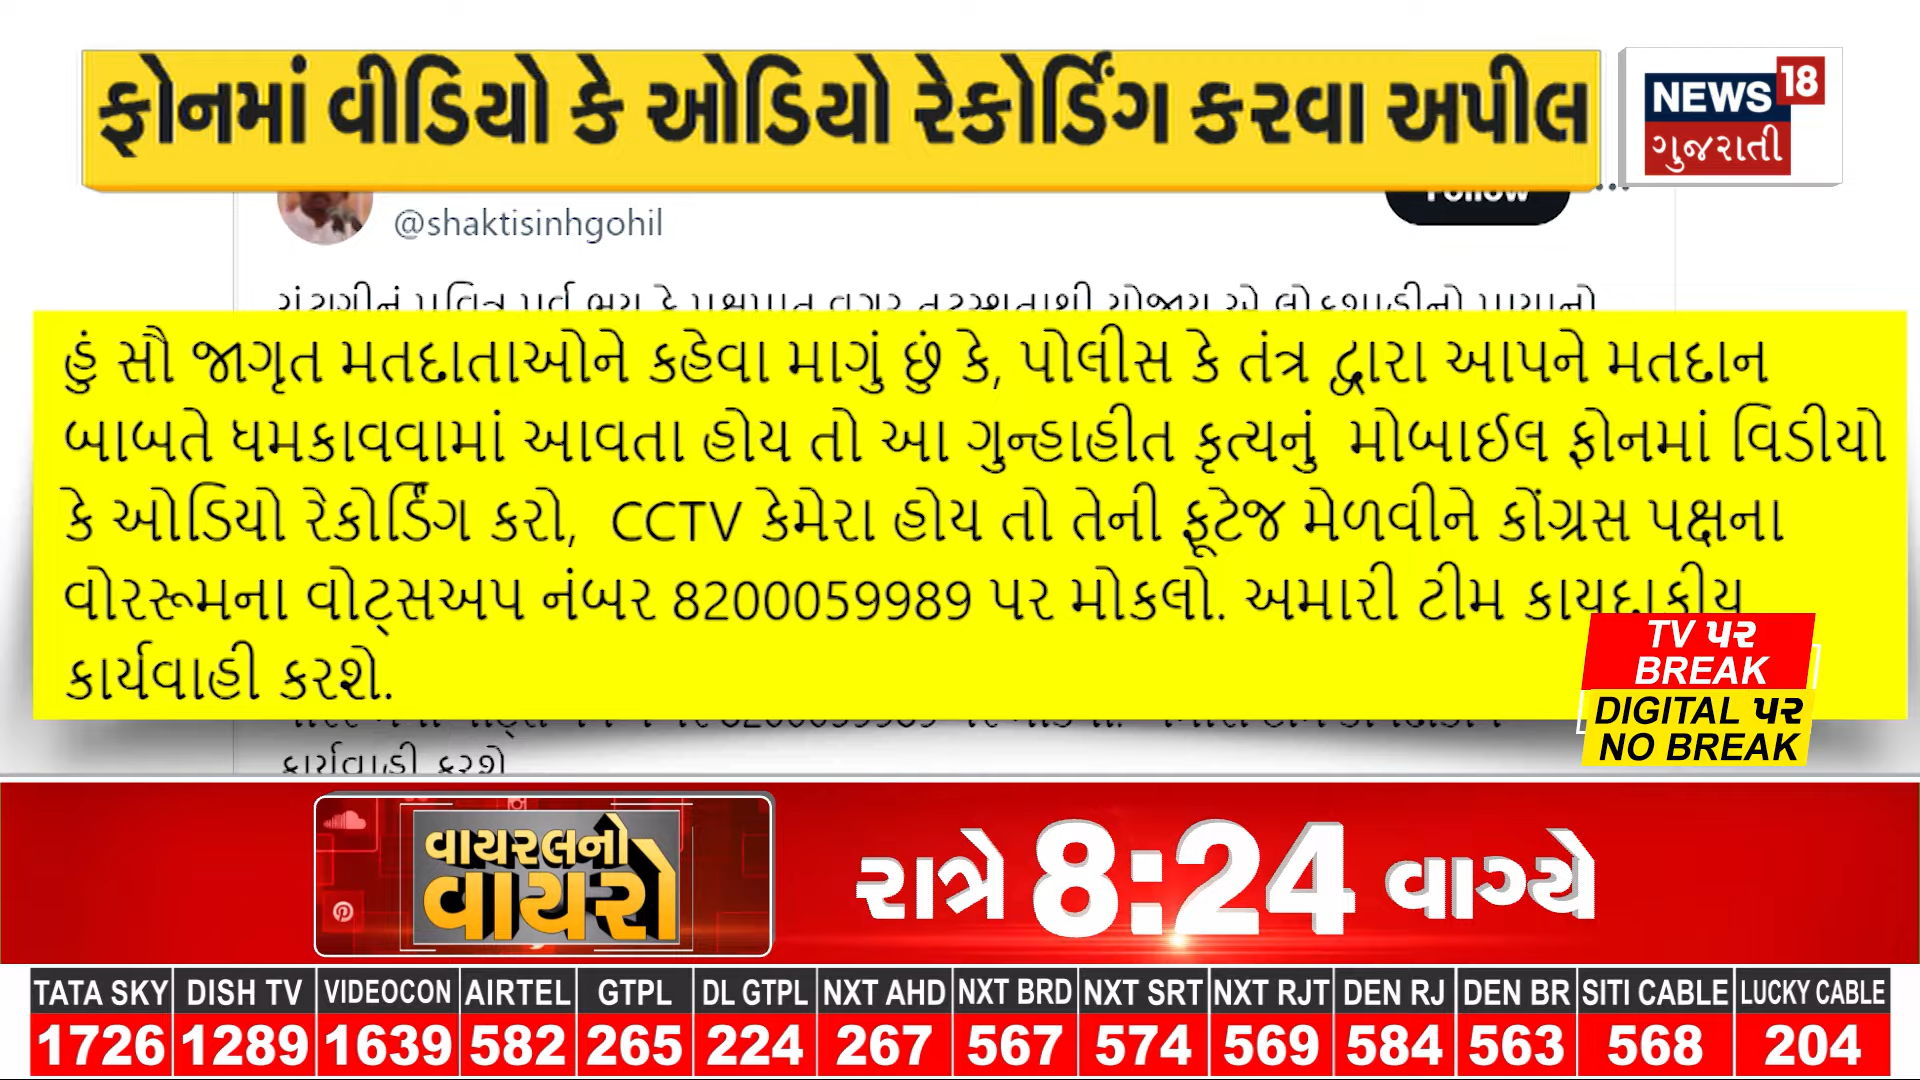 ફોનમાં વીડિયો કે ઓડિયો રેકોર્ડિંગ કરવા અપીલ
NEWS 18
ગુજરાતી
@shaktisinhgohil
Follow
હું સૌ જાગૃત મતદાતાઓને કહેવા માગું છું કે, પોલીસ કે તંત્ર દ્વારા આપને મતદાન
બાબતે ધમકાવવામાં આવતા હોય તો આ ગુન્હાહીત કૃત્યનું મોબાઈલ ફોનમાં વિડીયો
કે ઓડિયો રેકોર્ડિંગ કરો, CCTV કેમેરા હોય તો તેની ફૂટેજ મેળવીને કોંગ્રસ પક્ષના
વોરરૂમના વોટ્સઅપ નંબર 8200059989 પર મોકલો. અમારી ટીમ કાયદાકીય
કાર્યવાહી કરશે.
TV પર
BREAK
DIGITAL પર
NO BREAK
કાર્યવાહી કરશે
વાયરલનો
વાયરો
રાત્રે 8:24 વાગ્યે
TATA SKY DISH TV VIDEOCON AIRTEL GTPL DL GTPL NXT AHD NXT BRD NXT SRT NXT RJT DEN RJ DEN BR SITI CABLE LUCKY CABLE
1726 1289 1639 582 265 224 267 567 574 569 584 563 568 204